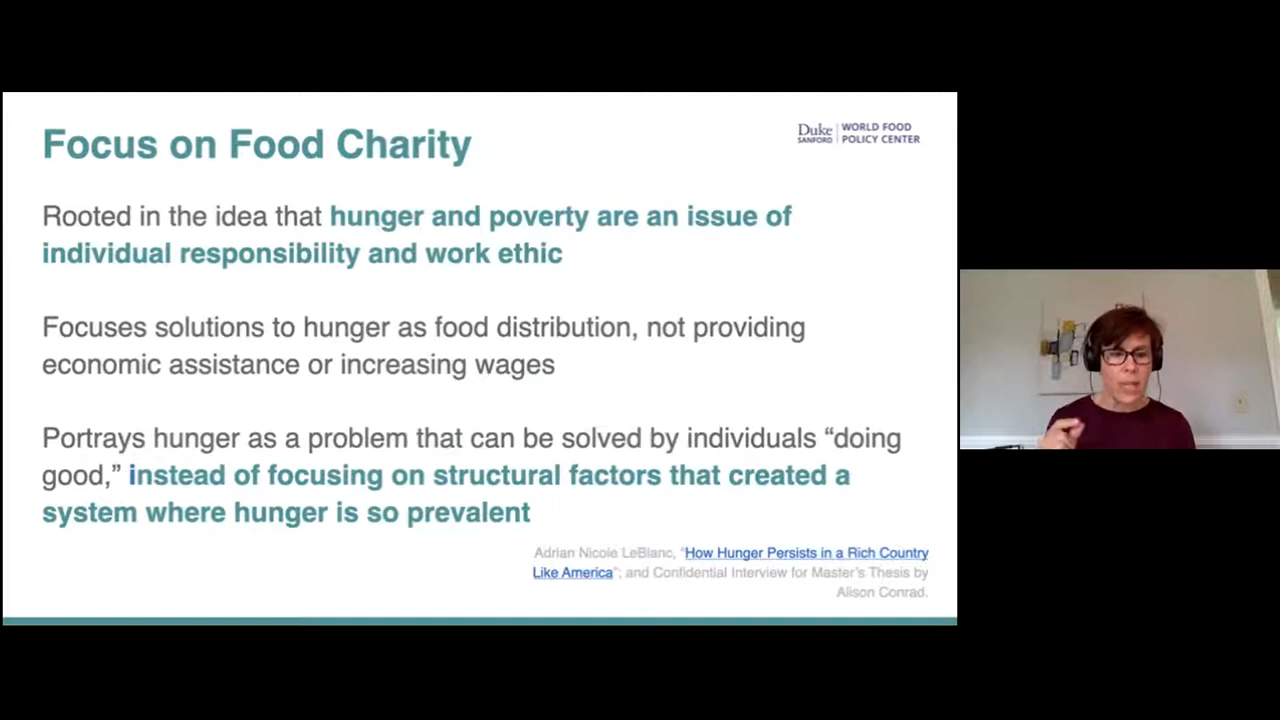 Focus on Food Charity
Duke
SANFORD
WORLD FOOD
POLICY CENTER
Rooted in the idea that hunger and poverty are an issue of
individual responsibility and work ethic
Focuses solutions to hunger as food distribution, not providing
economic assistance or increasing wages
Portrays hunger as a problem that can be solved by individuals “doing
good,” instead of focusing on structural factors that created a
system where hunger is so prevalent
Adrian Nicole LeBlanc, “How Hunger Persists in a Rich Country
Like America”; and Confidential Interview for Master’s Thesis by
Alison Conrad.